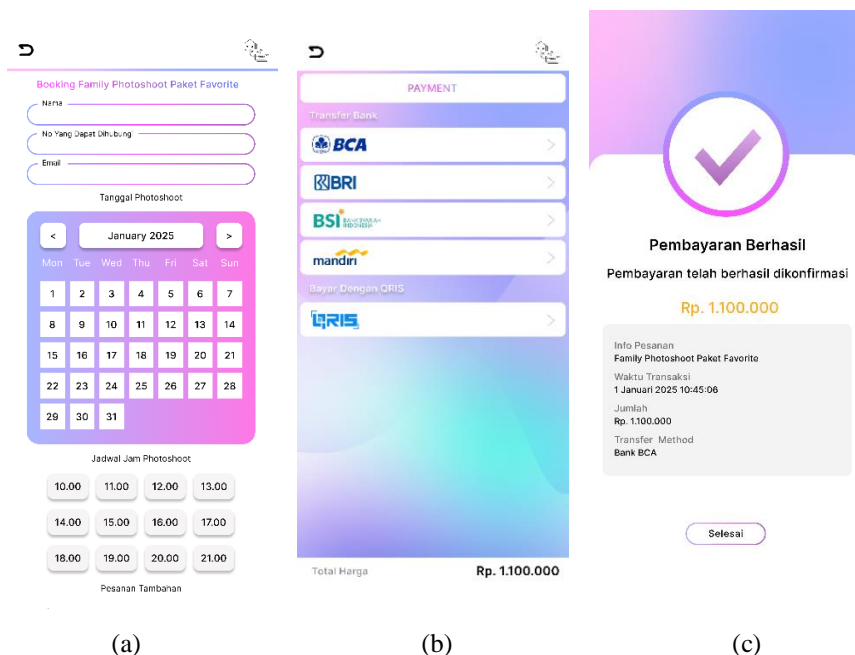 Booking Family Photoshoot Paket Favorite
Nama
No Yang Dapat Dihubungi
Email
Tanggal Photoshoot
< January 2025 >
Mon Tue Wed Thu Fri Sat Sun
1 2 3 4 5 6 7
8 9 10 11 12 13 14
15 16 17 18 19 20 21
22 23 24 25 26 27 28
29 30 31
Jadwal Jam Photoshoot
10.00 11.00 12.00 13.00
14.00 15.00 16.00 17.00
18.00 19.00 20.00 21.00
Pesanan Tambahan
(a)
PAYMENT
Transfer Bank
BCA
BRI
BSI BANK SYARIAH INDONESIA
mandiri
Bayar Dengan QRIS
QRIS
Total Harga Rp. 1.100.000
(b)
Pembayaran Berhasil
Pembayaran telah berhasil dikonfirmasi
Rp. 1.100.000
Info Pesanan
Family Photoshoot Paket Favorite
Waktu Transaksi
1 Januari 2025 10:45:06
Jumlah
Rp. 1.100.000
Transfer Method
Bank BCA
Selesai
(c)